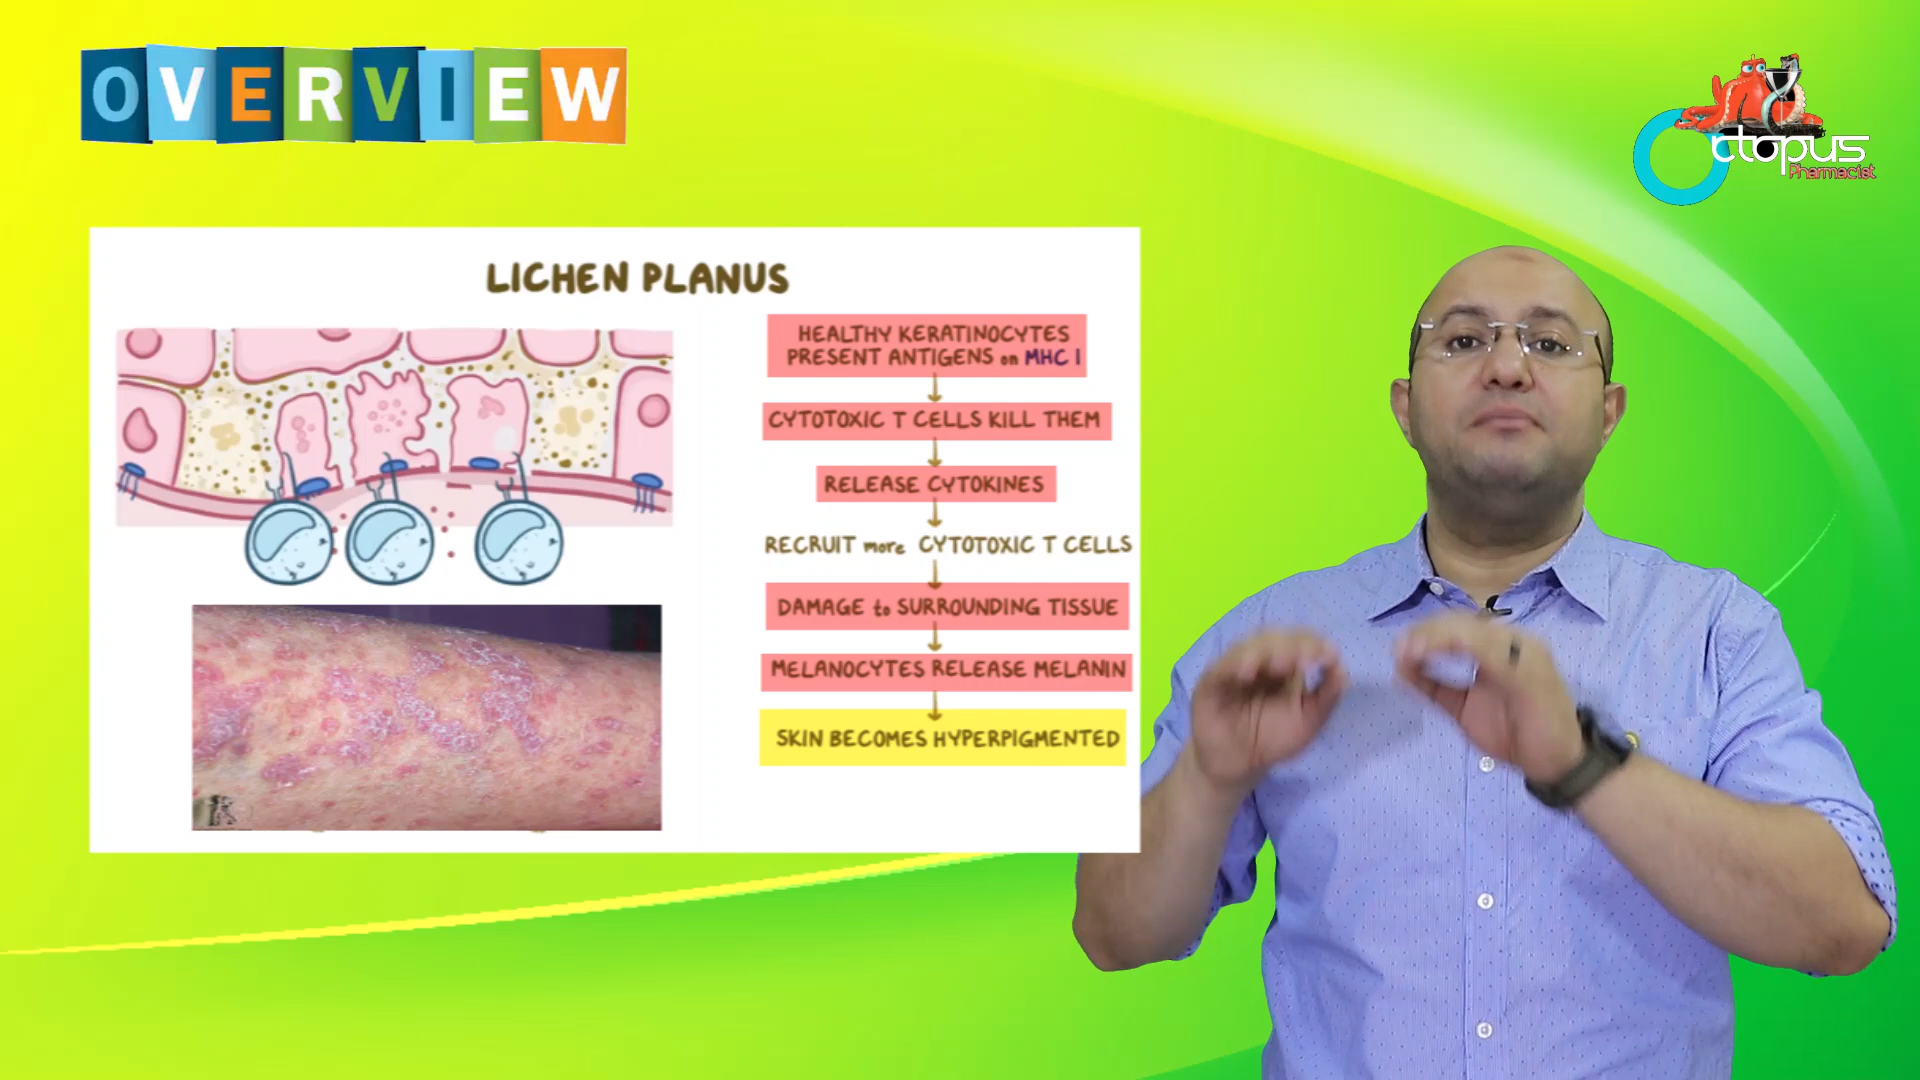 OVERVIEW
Octopus
Pharmacist
LICHEN PLANUS
HEALTHY KERATINOCYTES
PRESENT ANTIGENS on MHC I
CYTOTOXIC T CELLS KILL THEM
RELEASE CYTOKINES
RECRUIT more CYTOTOXIC T CELLS
DAMAGE to SURROUNDING TISSUE
MELANOCYTES RELEASE MELANIN
SKIN BECOMES HYPERPIGMENTED